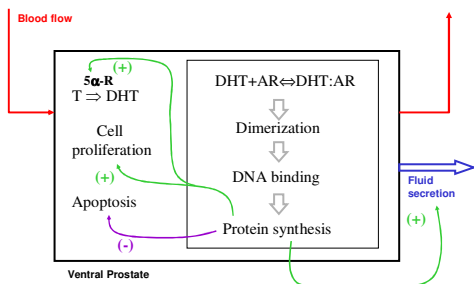 Blood flow
5α-R
(+)
T ⇒ DHT
Cell
proliferation
(+)
Apoptosis
(-)
DHT+AR⇔DHT:AR
Dimerization
DNA binding
Protein synthesis
Fluid
secretion
(+)
Ventral Prostate